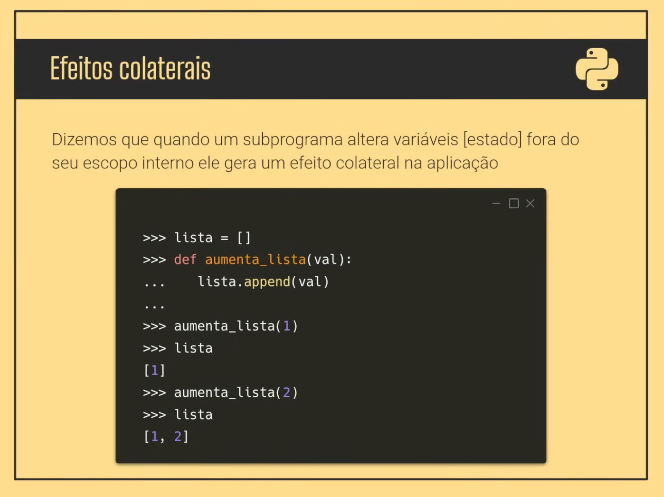 Efeitos colaterais
Dizemos que quando um subprograma altera variáveis [estado] fora do
seu escopo interno ele gera um efeito colateral na aplicação
>>> lista = []
>>> def aumenta_lista(val):
...    lista.append(val)
...
>>> aumenta_lista(1)
>>> lista
[1]
>>> aumenta_lista(2)
>>> lista
[1, 2]